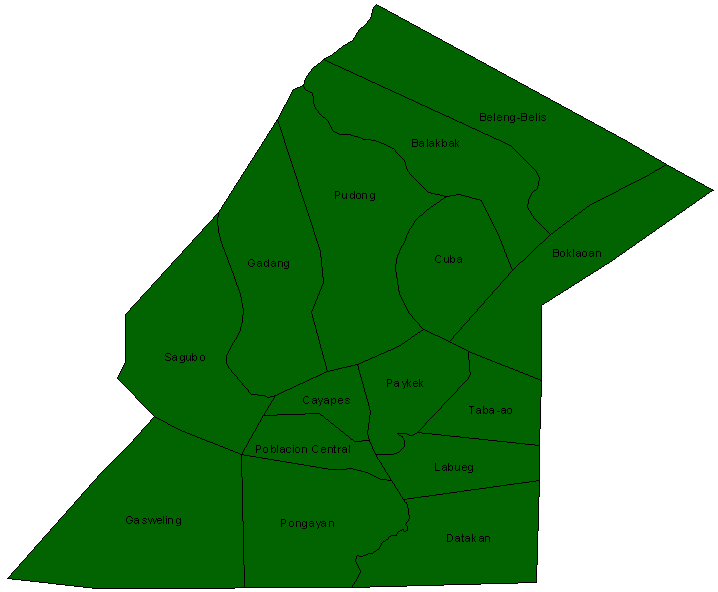 Beleng-Belis
Balakbak
Pudong
Boklaoan
Cuba
Gadang
Sagubo
Paykek
Cayapes
Taba-ao
Poblacion Central
Labueg
Gasweling
Pongayan
Datakan